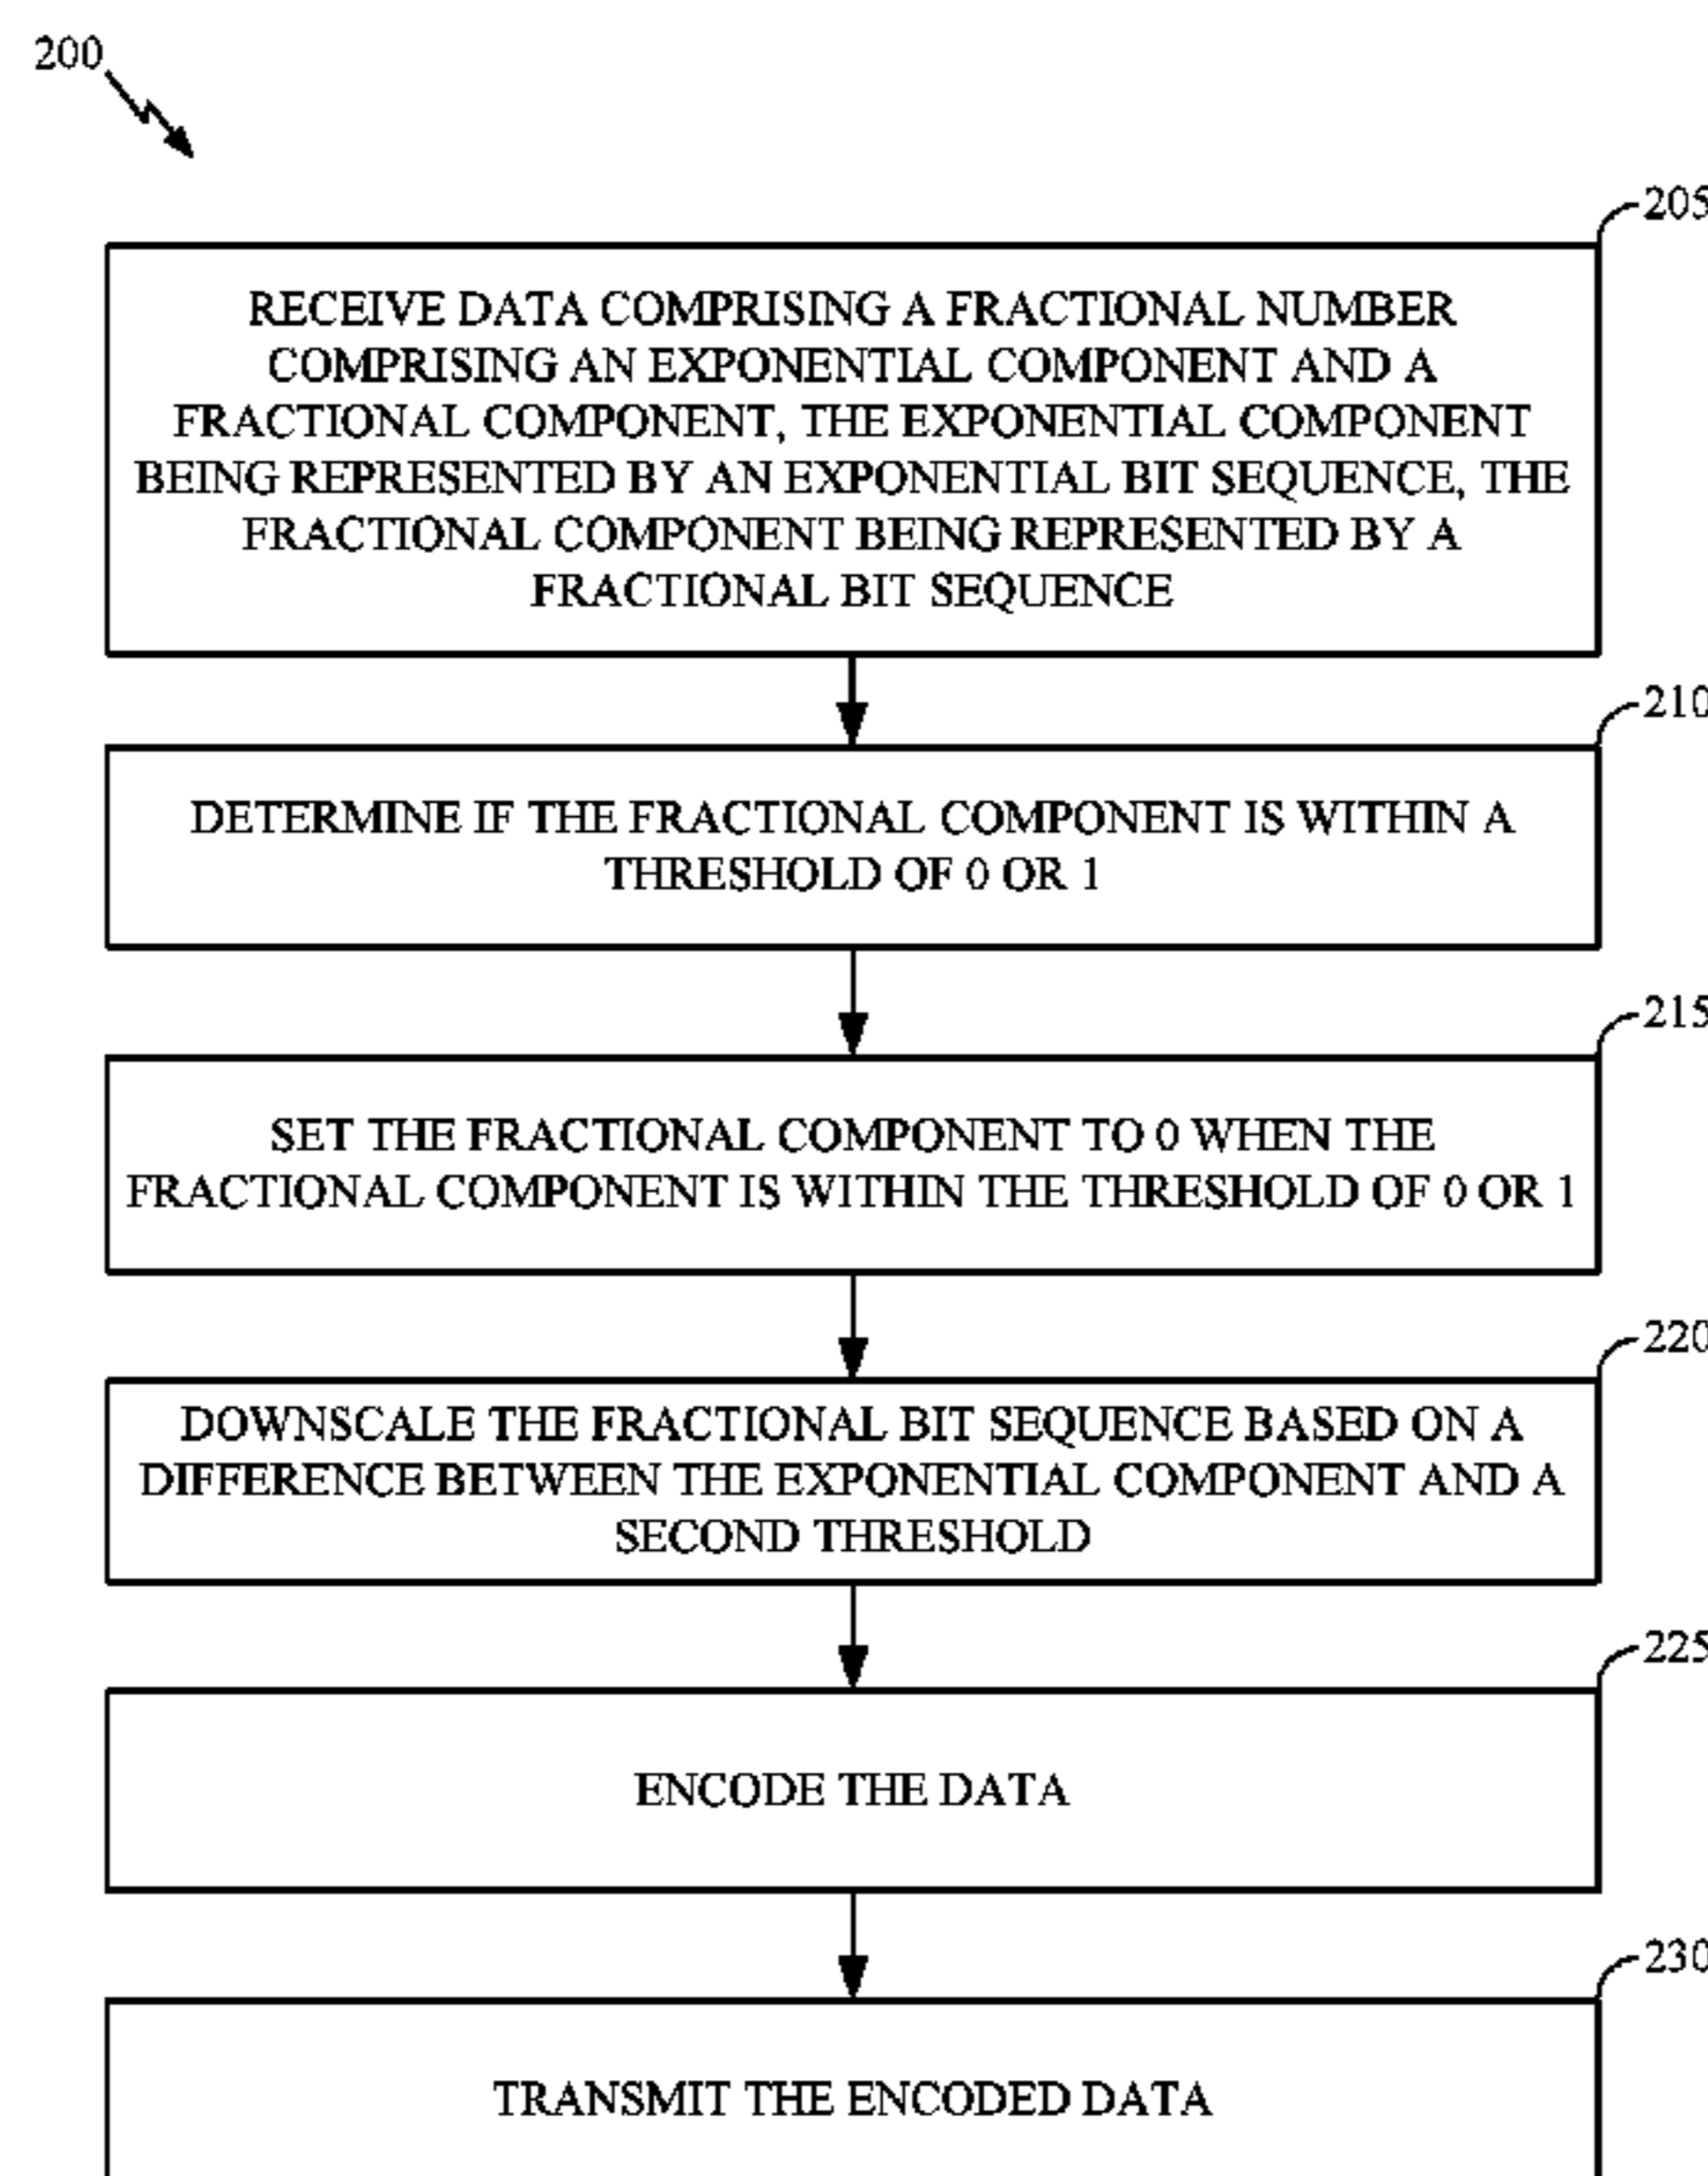 200
205
RECEIVE DATA COMPRISING A FRACTIONAL NUMBER
COMPRISING AN EXPONENTIAL COMPONENT AND A
FRACTIONAL COMPONENT, THE EXPONENTIAL COMPONENT
BEING REPRESENTED BY AN EXPONENTIAL BIT SEQUENCE, THE
FRACTIONAL COMPONENT BEING REPRESENTED BY A
FRACTIONAL BIT SEQUENCE
210
DETERMINE IF THE FRACTIONAL COMPONENT IS WITHIN A
THRESHOLD OF 0 OR 1
215
SET THE FRACTIONAL COMPONENT TO 0 WHEN THE
FRACTIONAL COMPONENT IS WITHIN THE THRESHOLD OF 0 OR 1
220
DOWNSCALE THE FRACTIONAL BIT SEQUENCE BASED ON A
DIFFERENCE BETWEEN THE EXPONENTIAL COMPONENT AND A
SECOND THRESHOLD
225
ENCODE THE DATA
230
TRANSMIT THE ENCODED DATA